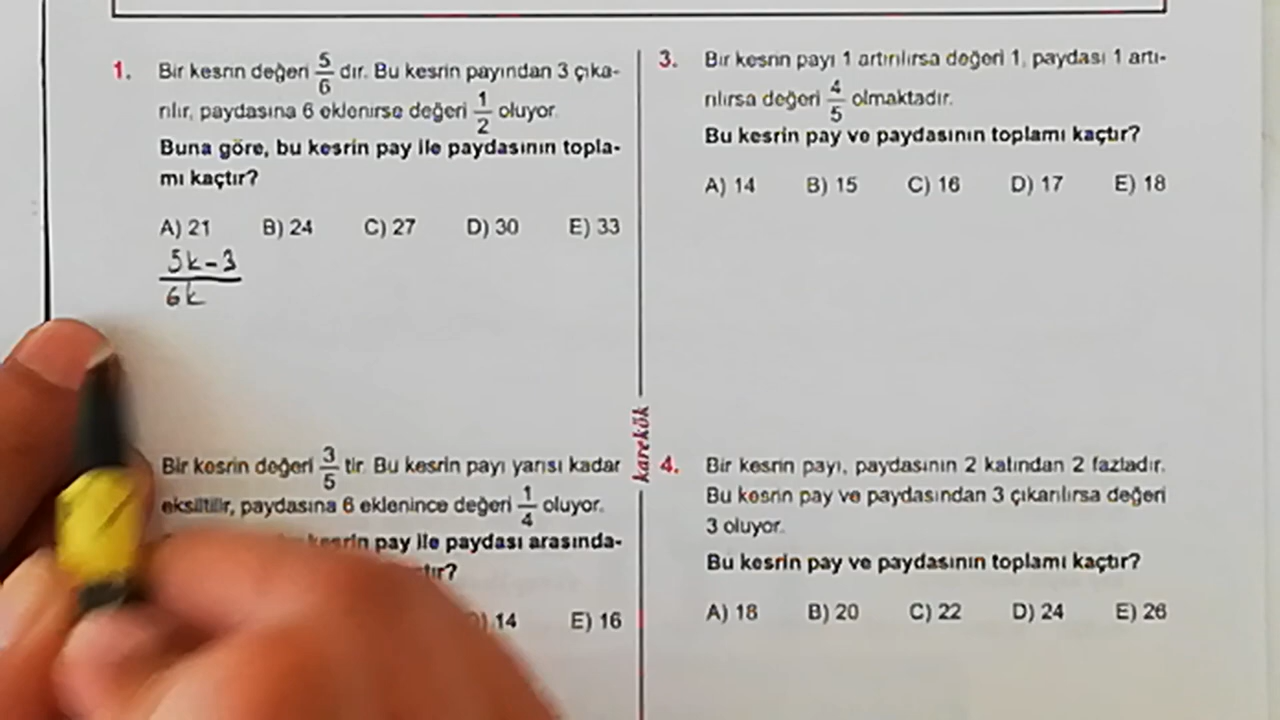 1. Bir kesrin değeri 5/6 dır. Bu kesrin payından 3 çıka-
rılır, paydasına 6 eklenirse değeri 1/2 oluyor.
Buna göre, bu kesrin pay ile paydasının topla-
mı kaçtır?
A) 21 B) 24 C) 27 D) 30 E) 33
5k-3
6k
Bir kesrin değeri 3/5 tir. Bu kesrin payı yarısı kadar
eksiltilir, paydasına 6 eklenince değeri 1/4 oluyor.
kesrin pay ile paydası arasında-
14 E) 16
karekök
3. Bir kesrin payı 1 artırılırsa değeri 1, paydası 1 artı-
rılırsa değeri 4/5 olmaktadır.
Bu kesrin pay ve paydasının toplamı kaçtır?
A) 14 B) 15 C) 16 D) 17 E) 18
4. Bir kesrin payı, paydasının 2 katından 2 fazladır.
Bu kesrin pay ve paydasından 3 çıkarılırsa değeri
3 oluyor.
Bu kesrin pay ve paydasının toplamı kaçtır?
A) 18 B) 20 C) 22 D) 24 E) 26